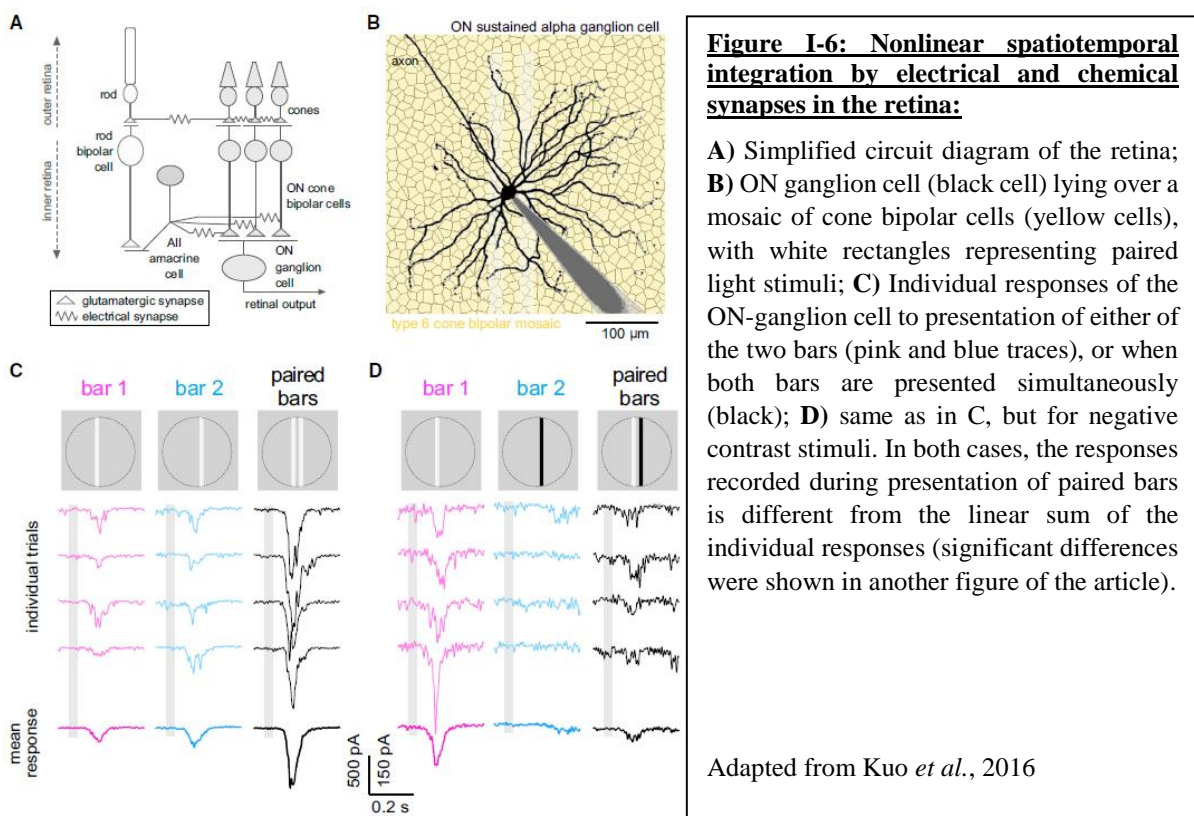 A
outer retina
inner retina
rod
cones
rod
bipolar
cell
ON cone
bipolar cells
AII
amacrine
cell
ON
ganglion
cell
retinal output
glutamatergic synapse
electrical synapse
B
ON sustained alpha ganglion cell
axon
type 6 cone bipolar mosaic
100 µm
C
bar 1
bar 2
paired
bars
D
bar 1
bar 2
paired
bars
individual trials
mean
response
500 pA
150 pA
0.2 s
Figure I-6: Nonlinear spatiotemporal
integration by electrical and chemical
synapses in the retina:
A) Simplified circuit diagram of the retina;
B) ON ganglion cell (black cell) lying over a
mosaic of cone bipolar cells (yellow cells),
with white rectangles representing paired
light stimuli; C) Individual responses of the
ON-ganglion cell to presentation of either of
the two bars (pink and blue traces), or when
both bars are presented simultaneously
(black); D) same as in C, but for negative
contrast stimuli. In both cases, the responses
recorded during presentation of paired bars
is different from the linear sum of the
individual responses (significant differences
were shown in another figure of the article).
Adapted from Kuo et al., 2016